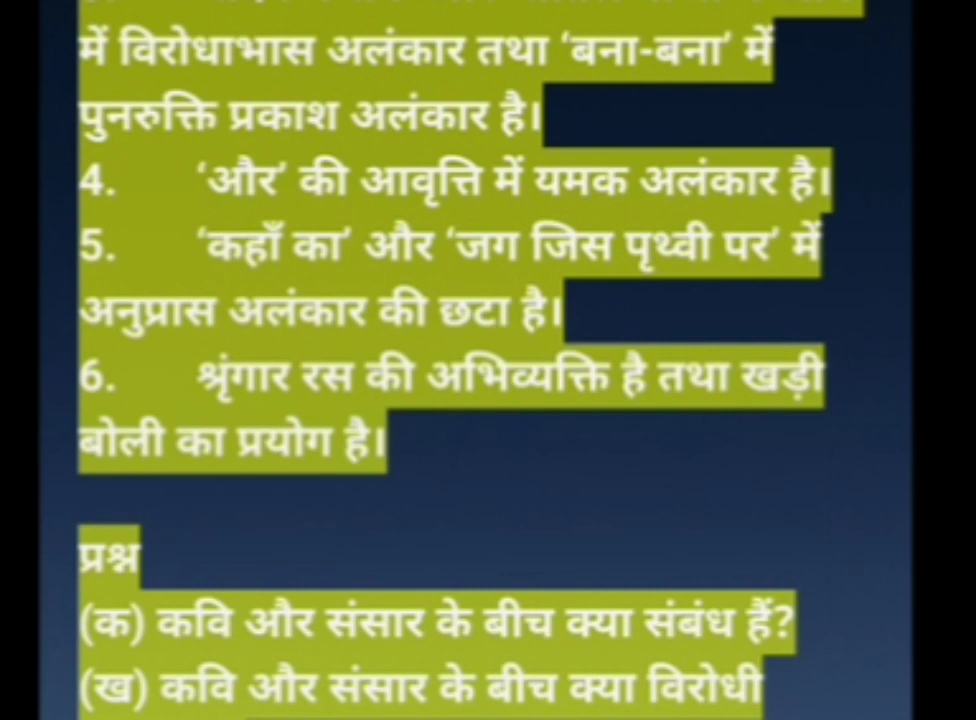 में विरोधाभास अलंकार तथा ‘बना-बना’ में
पुनरुक्ति प्रकाश अलंकार है।
4. ‘और’ की आवृत्ति में यमक अलंकार है।
5. ‘कहाँ का’ और ‘जग जिस पृथ्वी पर’ में
अनुप्रास अलंकार की छटा है।
6. श्रृंगार रस की अभिव्यक्ति है तथा खड़ी
बोली का प्रयोग है।
प्रश्न
(क) कवि और संसार के बीच क्या संबंध हैं?
(ख) कवि और संसार के बीच क्या विरोधी